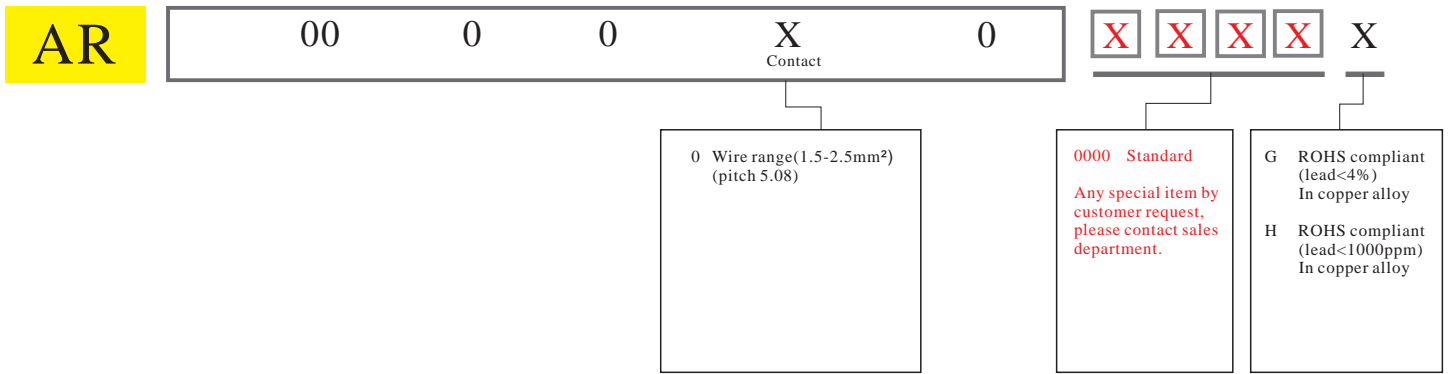 AR 00 0 0 X 0 X X X X X
Contact
0 Wire range(1.5-2.5mm²)
(pitch 5.08)
0000 Standard
Any special item by
customer request,
please contact sales
department.
G ROHS compliant
(lead<4%)
In copper alloy
H ROHS compliant
(lead<1000ppm)
In copper alloy